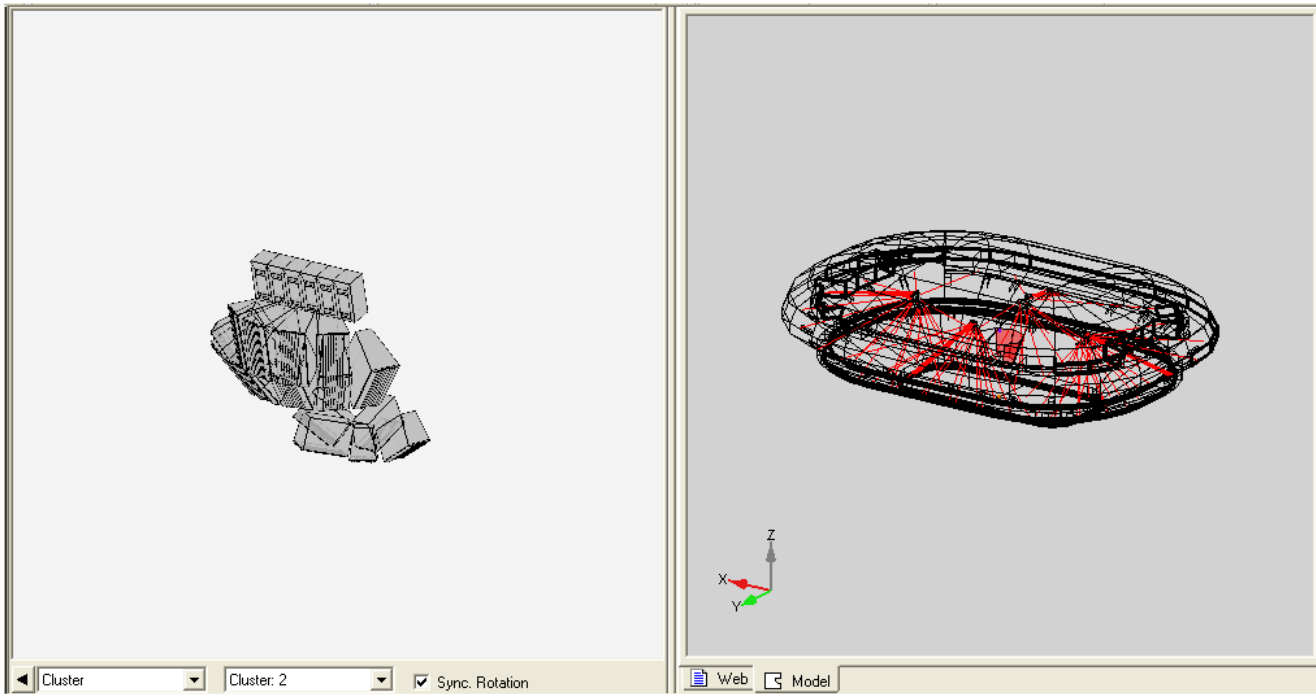 Z
X
Y
Cluster
Cluster: 2
Sync. Rotation
Web
Model